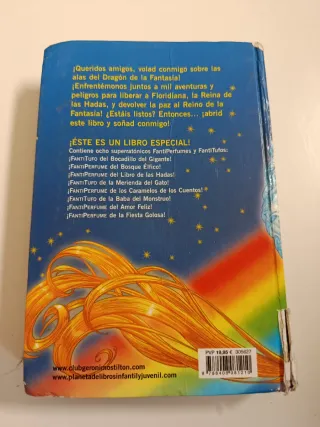 ¡Queridos amigos, volad conmigo sobre las
alas del Dragón de la Fantasía!
¡Enfrentémonos juntos a mil aventuras y
peligros para liberar a Floridiana, la Reina de
las Hadas, y devolver la paz al Reino de la
Fantasía! ¿Estáis listos? Entonces... ¡abrid
este libro y soñad conmigo!
¡ÉSTE ES UN LIBRO ESPECIAL!
Contiene ocho superratónicos FantiPerfumes y FantiTufos:
¡FantiTufo del Bocadillo del Gigante!
¡FantiPerfume del Bosque Élfico!
¡FantiPerfume del Libro de las Hadas!
¡FantiTufo de la Merienda del Gato!
¡FantiPerfume de los Caramelos de los Cuentos!
¡FantiTufo de la Baba del Monstruo!
¡FantiPerfume del Amor Feliz!
¡FantiPerfume de la Fiesta Golosa!
www.clubgeronimostilton.com
www.planetadelibrosinfantilyjuvenil.com
PVP